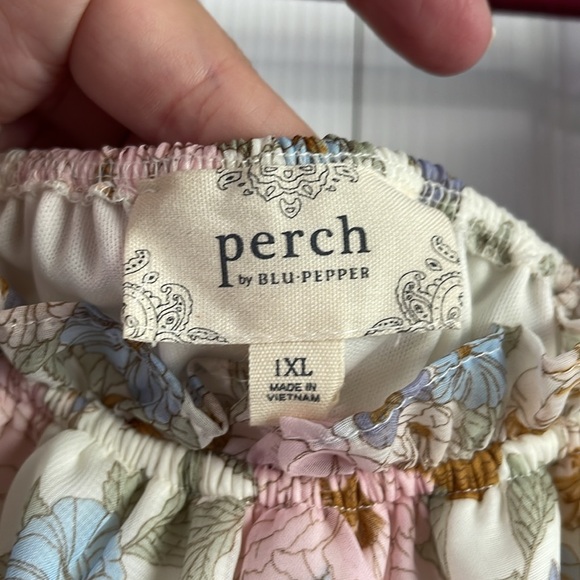 perch
by BLU·PEPPER
1XL
MADE IN
VIETNAM